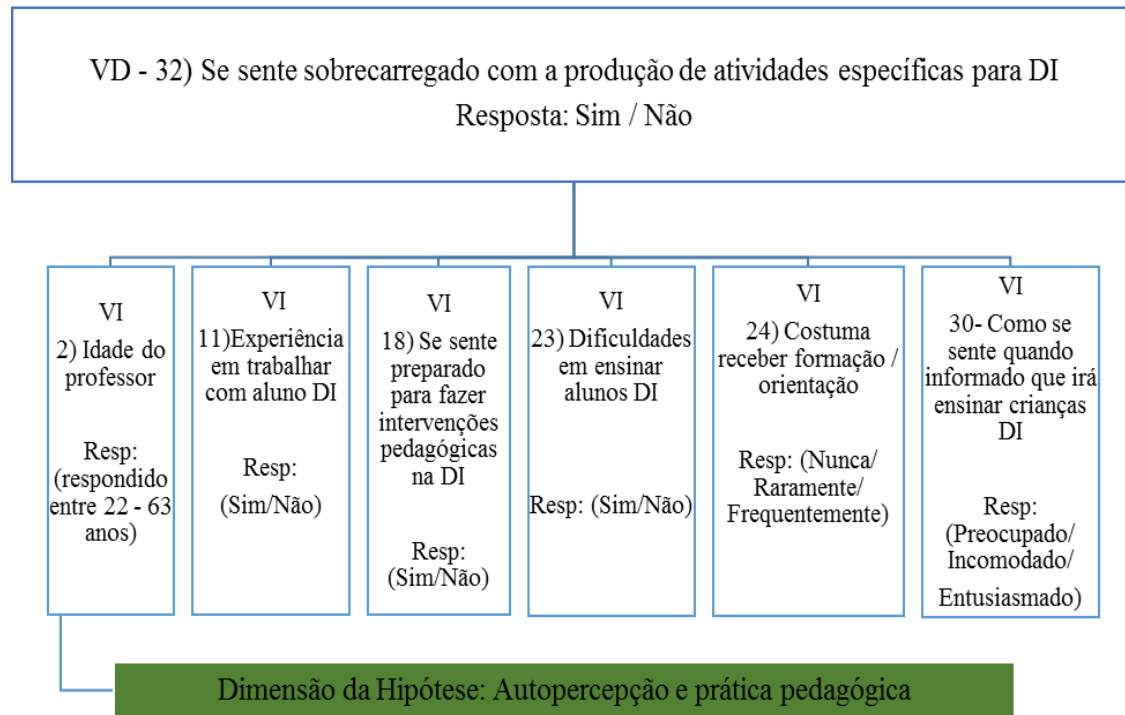 VD - 32) Se sente sobrecarregado com a produção de atividades específicas para DI
Resposta: Sim / Não
VI
2) Idade do
professor
Resp:
(respondido
entre 22 - 63
anos)
VI
11)Experiência
em trabalhar
com aluno DI
Resp:
(Sim/Não)
VI
18) Se sente
preparado
para fazer
intervenções
pedagógicas
na DI
Resp:
(Sim/Não)
VI
23) Dificuldades
em ensinar
alunos DI
Resp: (Sim/Não)
VI
24) Costuma
receber formação /
orientação
Resp: (Nunca/
Raramente/
Frequentemente)
VI
30- Como se
sente quando
informado que irá
ensinar crianças
DI
Resp:
(Preocupado/
Incomodado/
Entusiasmado)
Dimensão da Hipótese: Autopercepção e prática pedagógica